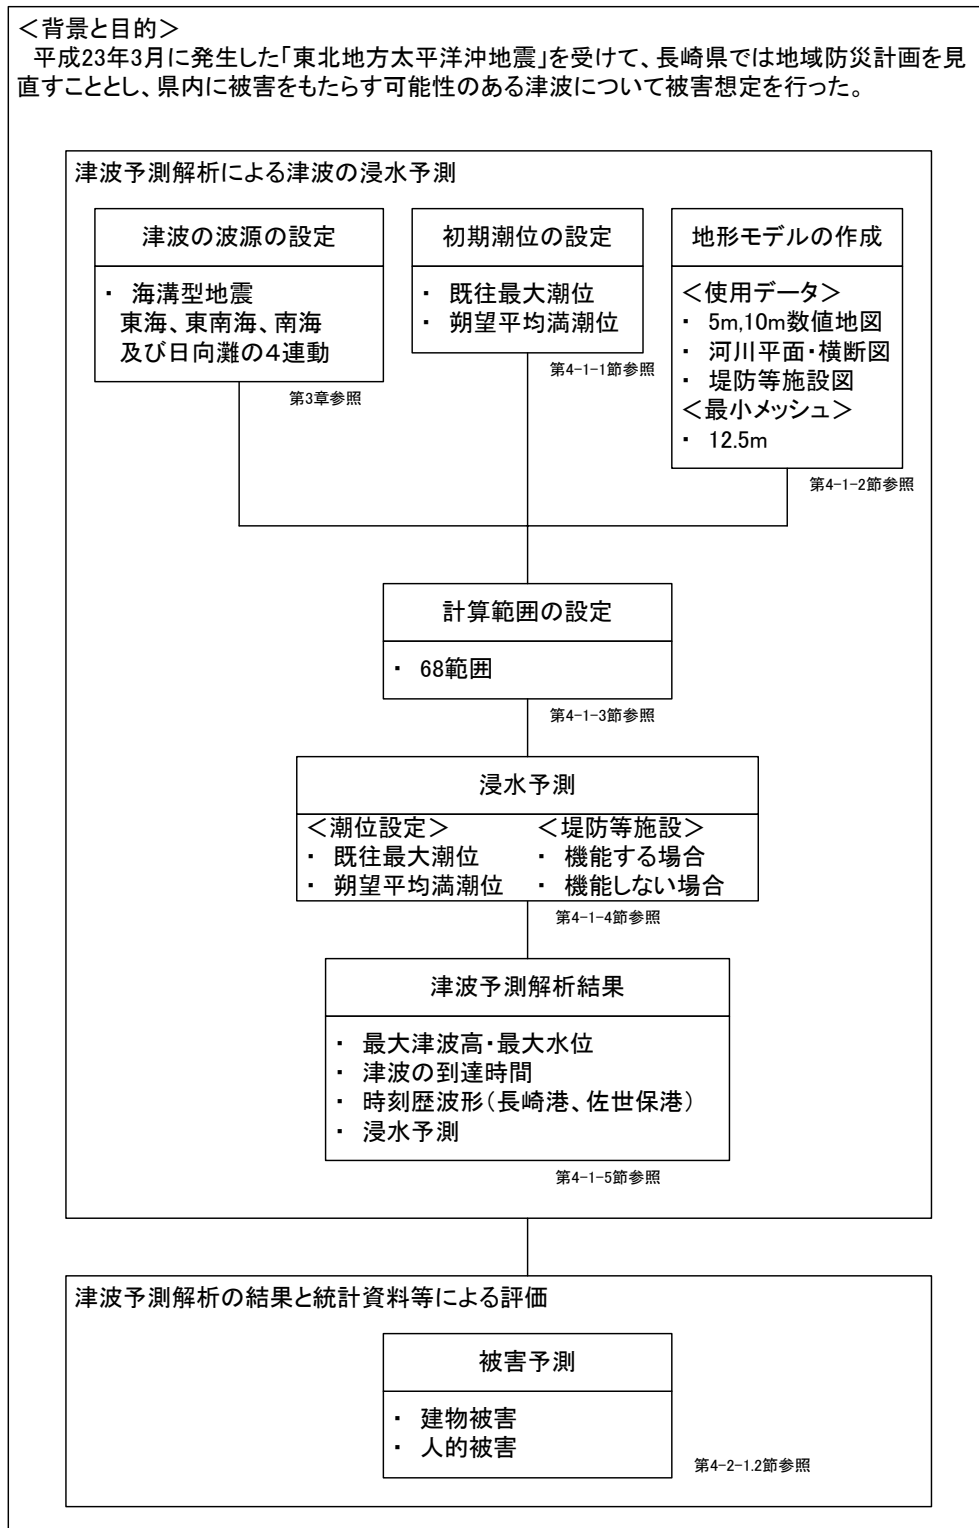 ＜背景と目的＞
平成23年3月に発生した「東北地方太平洋沖地震」を受けて、長崎県では地域防災計画を見
直すこととし、県内に被害をもたらす可能性のある津波について被害想定を行った。
津波予測解析による津波の浸水予測
津波の波源の設定
・ 海溝型地震
東海、東南海、南海
及び日向灘の４連動
第3章参照
初期潮位の設定
・ 既往最大潮位
・ 朔望平均満潮位
第4-1-1節参照
地形モデルの作成
＜使用データ＞
・ 5m,10m数値地図
・ 河川平面・横断図
・ 堤防等施設図
＜最小メッシュ＞
・ 12.5m
第4-1-2節参照
計算範囲の設定
・ 68範囲
第4-1-3節参照
浸水予測
＜潮位設定＞
・ 既往最大潮位
・ 朔望平均満潮位
＜堤防等施設＞
・ 機能する場合
・ 機能しない場合
第4-1-4節参照
津波予測解析結果
・ 最大津波高・最大水位
・ 津波の到達時間
・ 時刻歴波形（長崎港、佐世保港）
・ 浸水予測
第4-1-5節参照
津波予測解析の結果と統計資料等による評価
被害予測
・ 建物被害
・ 人的被害
第4-2-1.2節参照